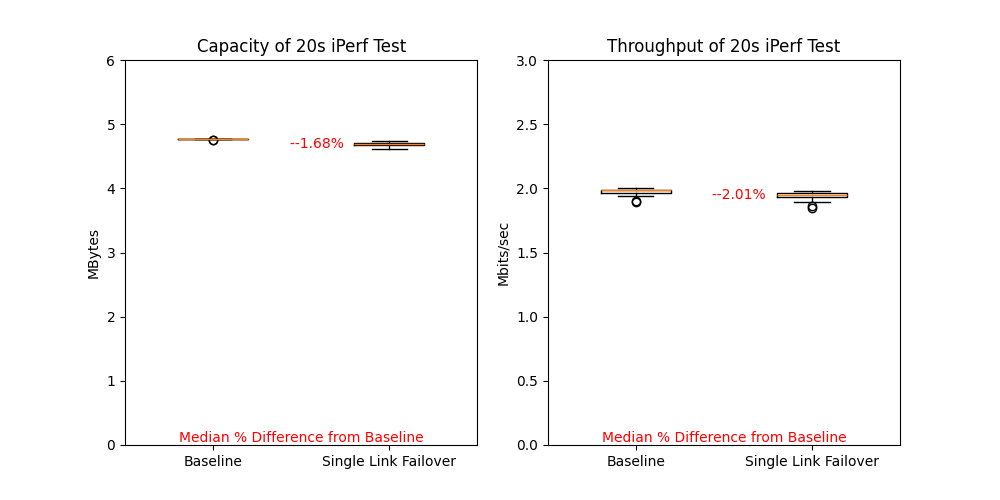 Capacity of 20s iPerf Test
6
5
4
3
2
1
0
MBytes
--1.68%
Median % Difference from Baseline
Baseline
Single Link Failover
Throughput of 20s iPerf Test
3.0
2.5
2.0
1.5
1.0
0.5
0.0
Mbits/sec
--2.01%
Median % Difference from Baseline
Baseline
Single Link Failover